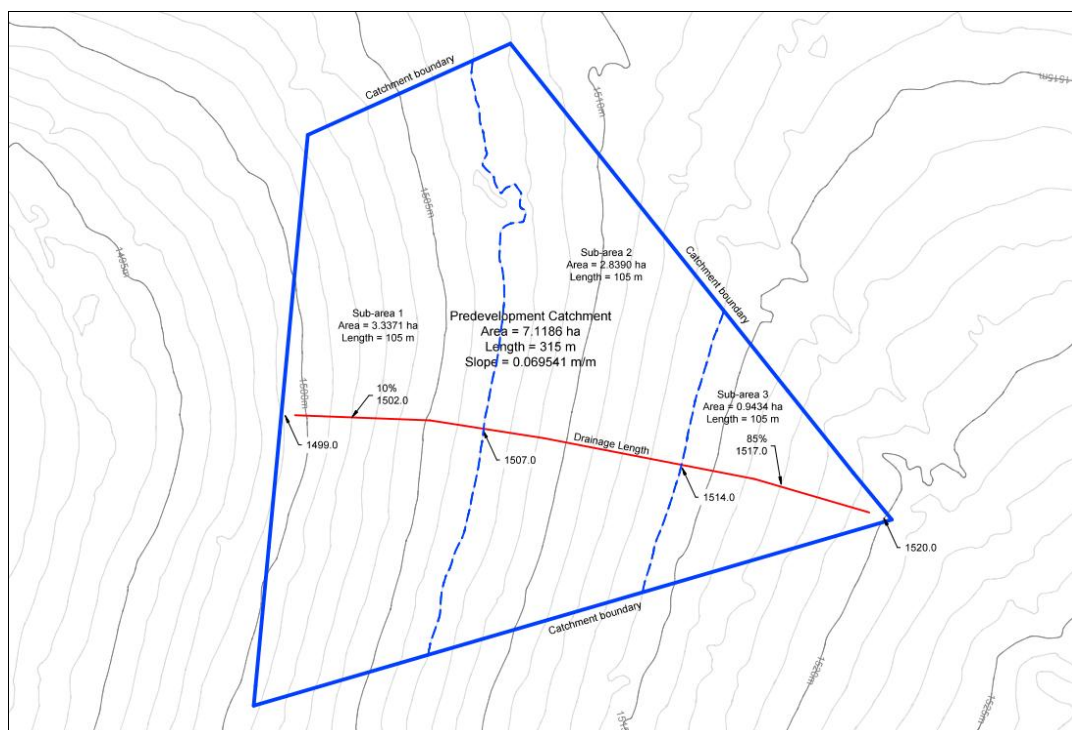 Catchment boundary
1515m
1510m
1505m
1495m
Sub-area 2
Area = 2.8390 ha
Length = 105 m
Catchment boundary
Sub-area 1
Area = 3.3371 ha
Length = 105 m
Predevelopment Catchment
Area = 7.1186 ha
Length = 315 m
Slope = 0.069541 m/m
1500m
10%
1502.0
Sub-area 3
Area = 0.9434 ha
Length = 105 m
1499.0
Drainage Length
85%
1517.0
1507.0
1514.0
1520.0
Catchment boundary
1520m
1525m